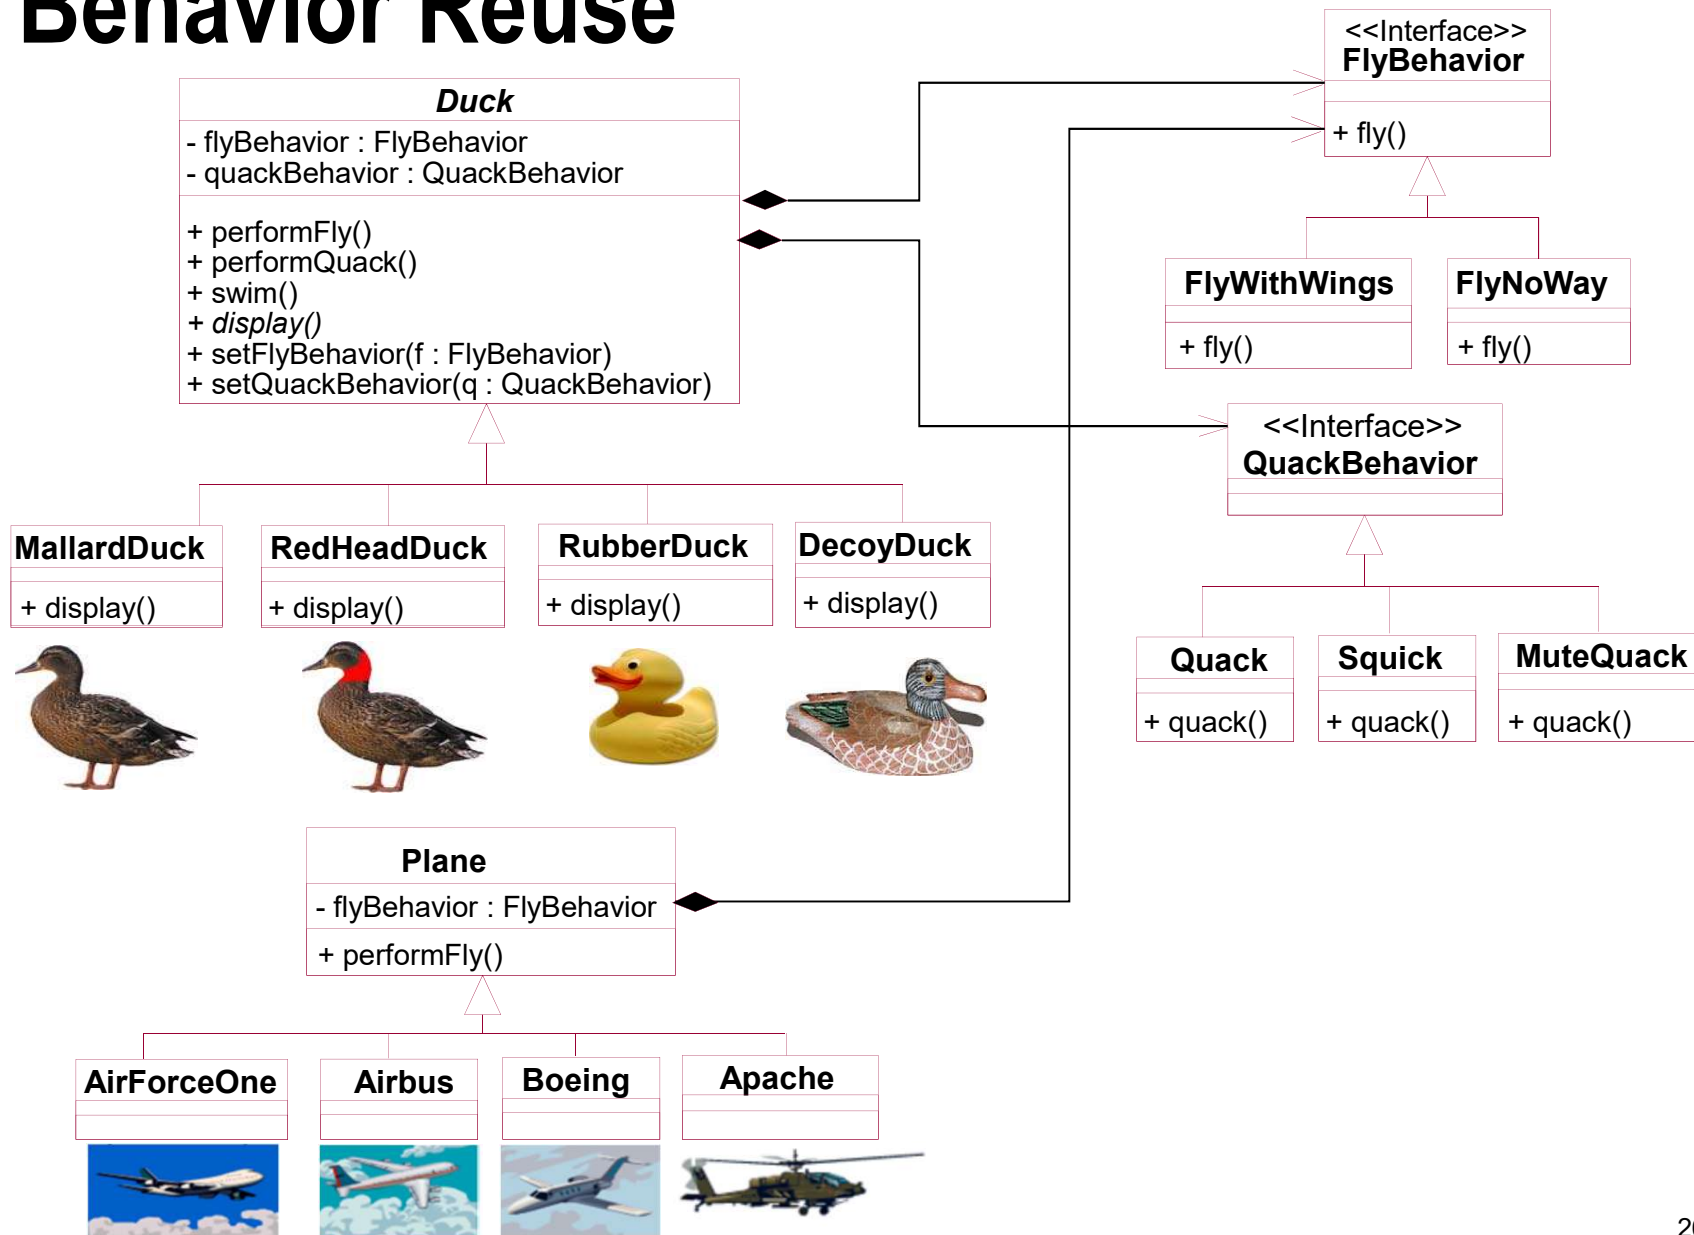 Behavior Reuse
Duck
- flyBehavior : FlyBehavior
- quackBehavior : QuackBehavior
+ performFly()
+ performQuack()
+ swim()
+ display()
+ setFlyBehavior(f : FlyBehavior)
+ setQuackBehavior(q : QuackBehavior)
<<Interface>>
FlyBehavior
+ fly()
FlyWithWings
+ fly()
FlyNoWay
+ fly()
<<Interface>>
QuackBehavior
Quack
+ quack()
Squick
+ quack()
MuteQuack
+ quack()
MallardDuck
+ display()
RedHeadDuck
+ display()
RubberDuck
+ display()
DecoyDuck
+ display()
Plane
- flyBehavior : FlyBehavior
+ performFly()
AirForceOne
Airbus
Boeing
Apache